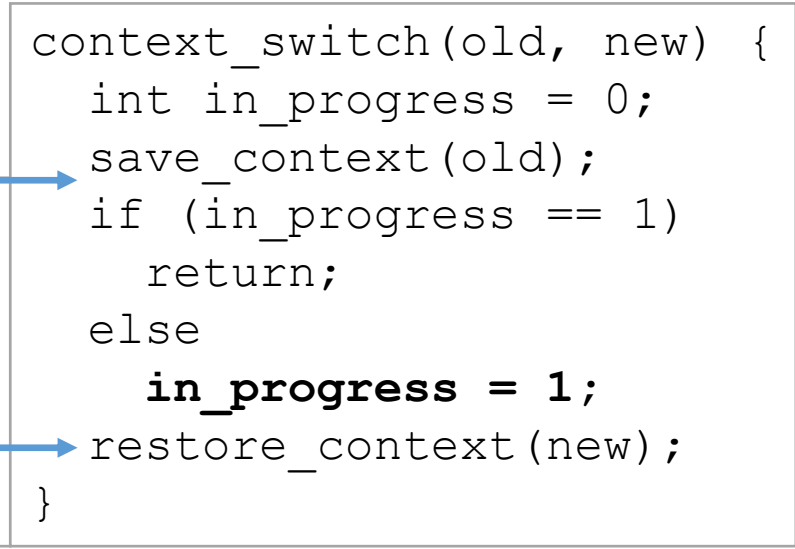 context_switch(old, new) {
  int in_progress = 0;
  save_context(old);
  if (in_progress == 1)
    return;
  else
    in_progress = 1;
  restore_context(new);
}